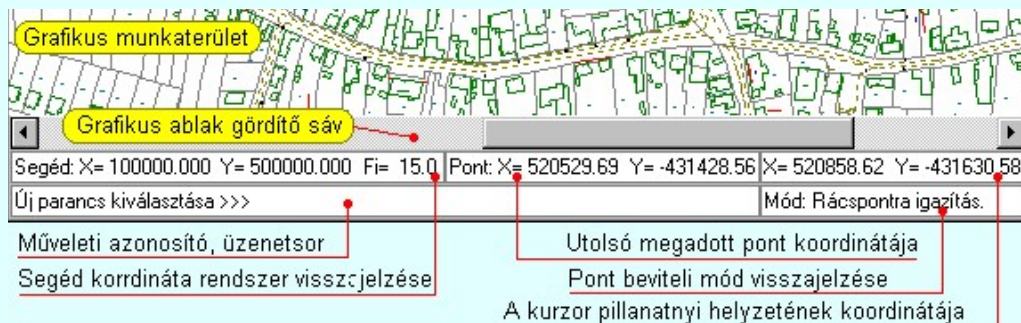 Grafikus munkaterület
Grafikus ablak gördítő sáv
Segéd: X= 100000.000 Y= 500000.000 Fi= 15.0 Pont: X= 520529.69 Y= -431428.56 X= 520858.62 Y= -431630.58
Új parancs kiválasztása >>> Mód: Rácspontra igazítás.
Műveleti azonosító, üzenetsor Utolsó megadott pont koordinátája
Segéd korrdináta rendszer visszajelzése Pont beviteli mód visszajelzése
A kurzor pillanatnyi helyzetének koordinátája